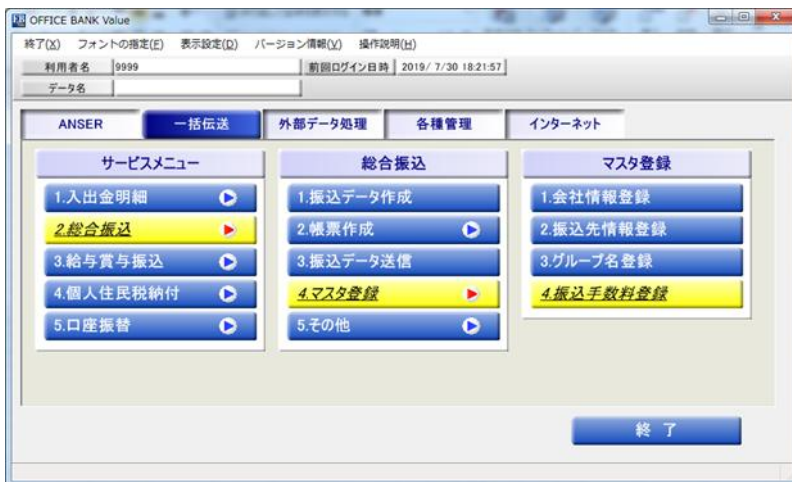 OFFICE BANK Value
終了(X) フォントの指定(F) 表示設定(D) バージョン情報(V) 操作説明(H)
利用者名 9999 前回ログイン日時 2019/ 7/30 18:21:57
データ名
ANSER 一括伝送 外部データ処理 各種管理 インターネット
サービスメニュー
1.入出金明細
2.総合振込
3.給与賞与振込
4.個人住民税納付
5.口座振替
総合振込
1.振込データ作成
2.帳票作成
3.振込データ送信
4.マスタ登録
5.その他
マスタ登録
1.会社情報登録
2.振込先情報登録
3.グループ名登録
4.振込手数料登録
終 了